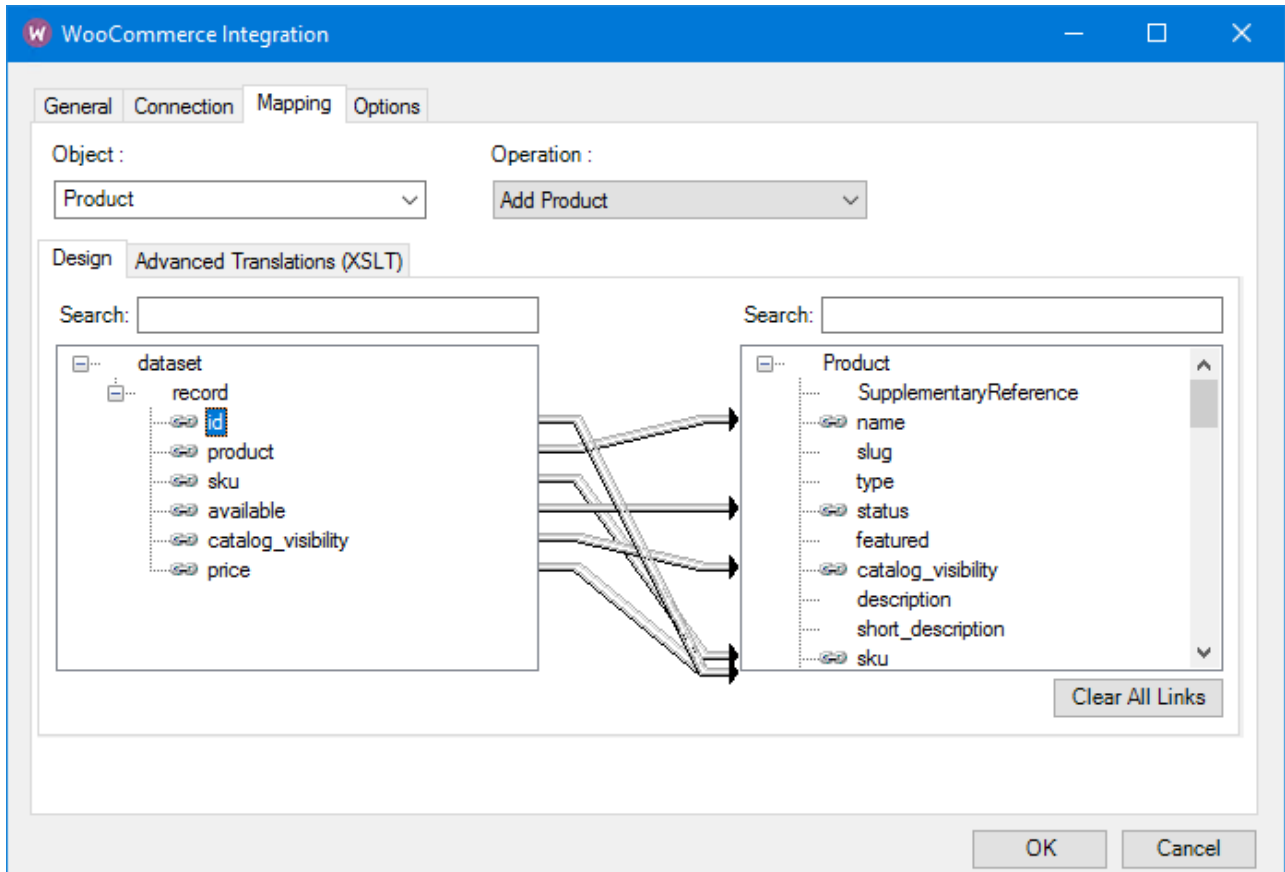 W WooCommerce Integration
General Connection Mapping Options
Object : Operation :
Product Add Product
Design Advanced Translations (XSLT)
Search: Search:
dataset Product
record SupplementaryReference
id name
product slug
sku type
available status
catalog_visibility featured
price catalog_visibility
description
short_description
sku
Clear All Links
OK Cancel